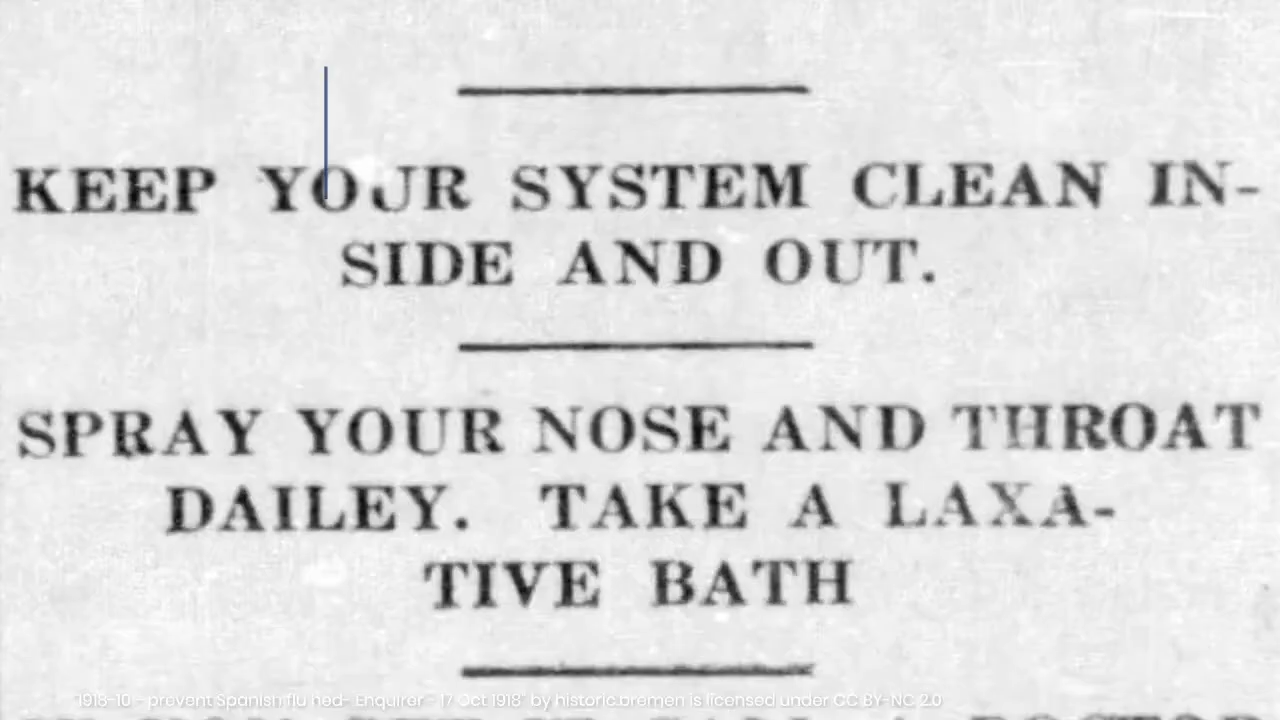 KEEP YOUR SYSTEM CLEAN IN-
SIDE AND OUT.
SPRAY YOUR NOSE AND THROAT
DAILEY. TAKE A LAXA-
TIVE BATH
"1918-10 - prevent Spanish flu hed- Enquirer - 17 Oct 1918" by historic.bremen is licensed under CC BY-NC 2.0